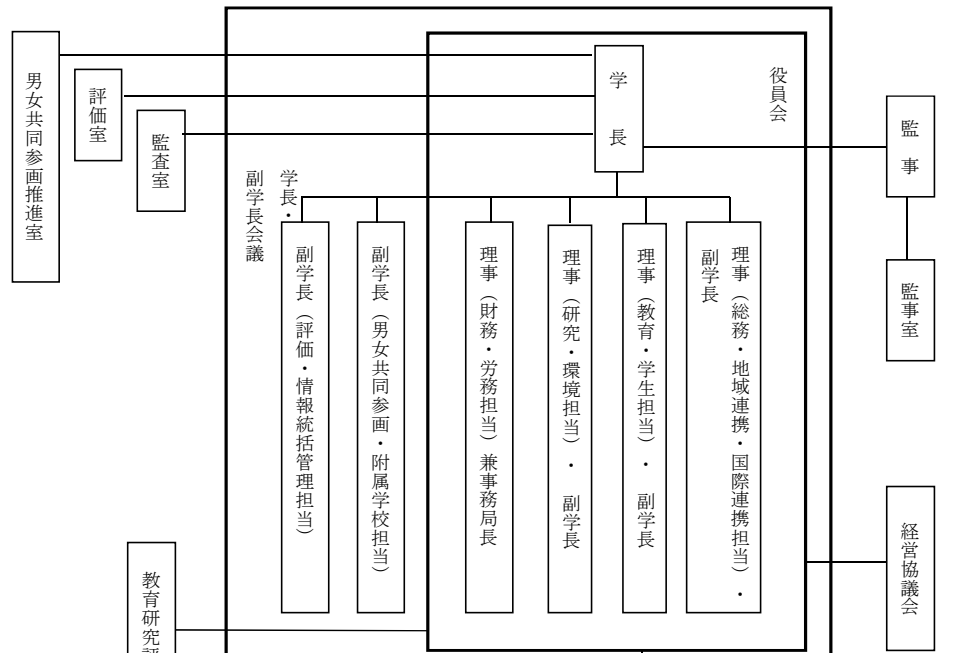 学長
役員会
監事
監事室
経営協議会
理事（総務・地域連携・国際連携担当）・
副学長
理事（教育・学生担当）・副学長
理事（研究・環境担当）・副学長
理事（財務・労務担当）兼事務局長
副学長（男女共同参画・附属学校担当）
副学長（評価・情報統括管理担当）
学長・
副学長会議
監査室
評価室
男女共同参画推進室
教育研究評